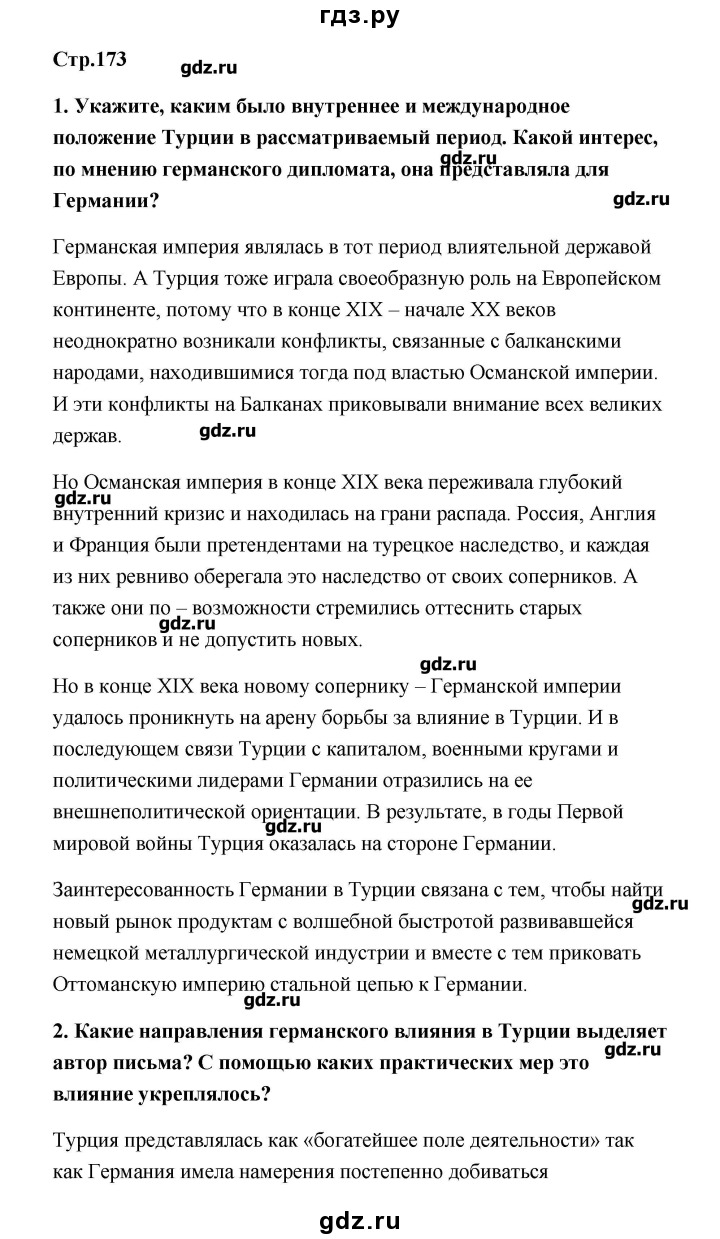 гдз.ру
Стр.173
gdz.ru
1. Укажите, каким было внутреннее и международное
положение Турции в рассматриваемый период. Какой интерес,
gdz.ru
по мнению германского дипломата, она представляла для
Германии?
gdz.ru
Германская империя являлась в тот период влиятельной державой
Европы. А Турция тоже играла своеобразную роль на Европейском
континенте, потому что в конце XIX – начале XX веков
неоднократно возникали конфликты, связанные с балканскими
народами, находившимися тогда под властью Османской империи.
И эти конфликты на Балканах приковывали внимание всех великих
держав.
gdz.ru
Но Османская империя в конце XIX века переживала глубокий
gdz.ru
внутренний кризис и находилась на грани распада. Россия, Англия
и Франция были претендентами на турецкое наследство, и каждая
из них ревниво оберегала это наследство от своих соперников. А
также они по – возможности стремились оттеснить старых
gdz.ru
соперников и не допустить новых.
gdz.ru
Но в конце XIX века новому сопернику – Германской империи
удалось проникнуть на арену борьбы за влияние в Турции. И в
последующем связи Турции с капиталом, военными кругами и
политическими лидерами Германии отразились на ее
внешнеполитической ориентации. В результате, в годы Первой
gdz.ru
мировой войны Турция оказалась на стороне Германии.
Заинтересованность Германии в Турции связана с тем, чтобы найти
gdz.ru
новый рынок продуктам с волшебной быстротой развивавшейся
немецкой металлургической индустрии и вместе с тем приковать
Оттоманскую империю стальной цепью к Германии.
gdz.ru
2. Какие направления германского влияния в Турции выделяет
gdz.ru
автор письма? С помощью каких практических мер это
влияние укреплялось?
Турция представлялась как «богатейшее поле деятельности» так
как Германия имела намерения постепенно добиваться
gdz.ru